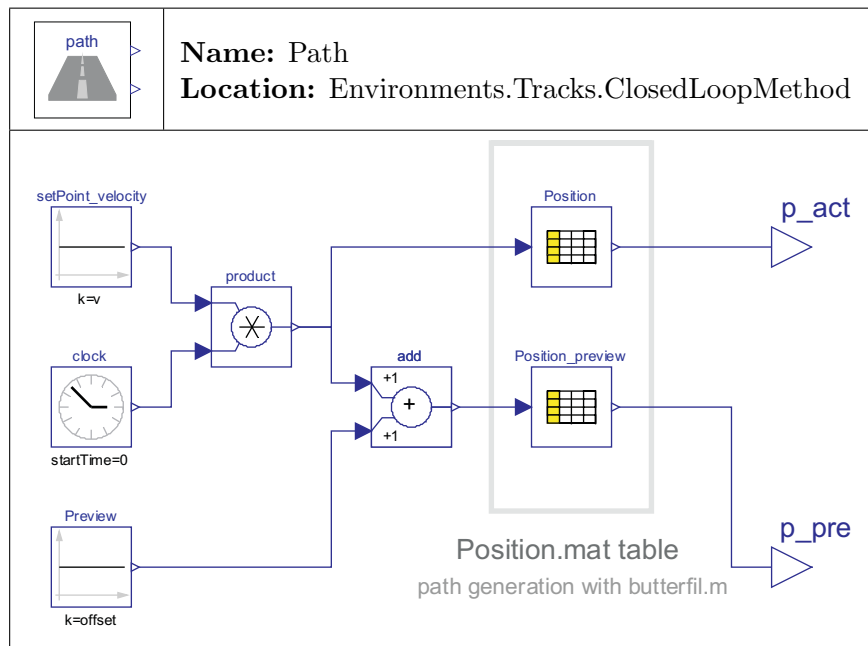 path
Name: Path
Location: Environments.Tracks.ClosedLoopMethod
setPoint_velocity
k=v
product
clock
startTime=0
Preview
k=offset
add
+1
+
+1
Position
Position_preview
p_act
p_pre
Position.mat table
path generation with butterfil.m